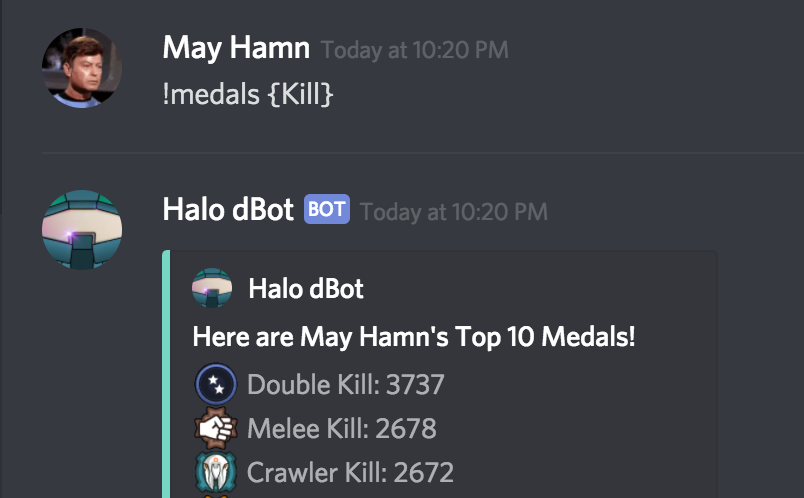 May Hamn Today at 10:20 PM
!medals {Kill}
Halo dBot BOT Today at 10:20 PM
Halo dBot
Here are May Hamn's Top 10 Medals!
Double Kill: 3737
Melee Kill: 2678
Crawler Kill: 2672